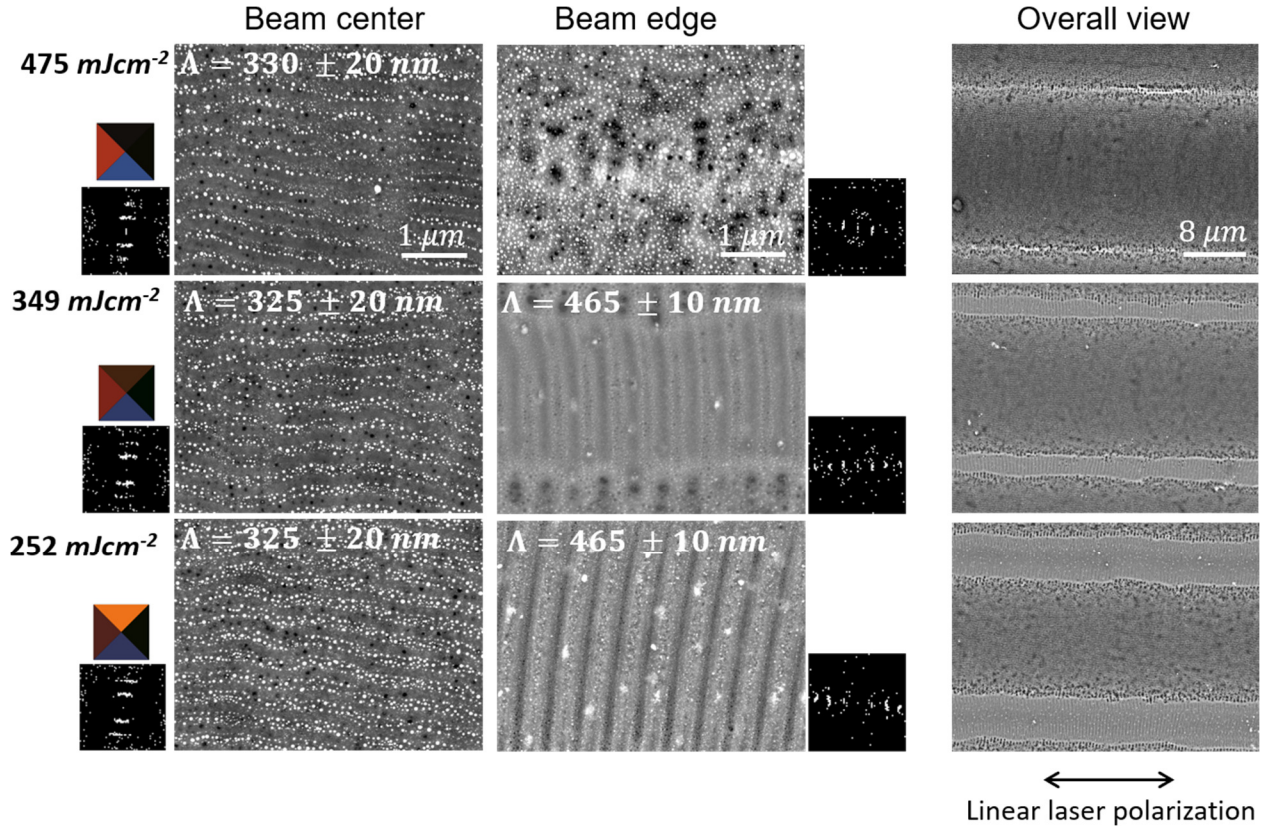 Beam center
Beam edge
Overall view
475 mJcm-2
Λ = 330 ± 20 nm
1 μm
1 μm
8 μm
349 mJcm-2
Λ = 325 ± 20 nm
Λ = 465 ± 10 nm
252 mJcm-2
Λ = 325 ± 20 nm
Λ = 465 ± 10 nm
Linear laser polarization